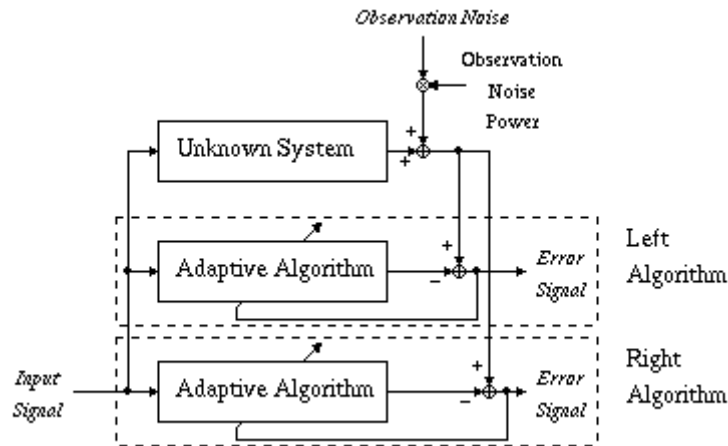 Observation Noise
Observation
Noise
Power
+
Unknown System
+
Left
Algorithm
+
Adaptive Algorithm
−
Error
Signal
Right
Algorithm
+
Input
Signal
Adaptive Algorithm
−
Error
Signal